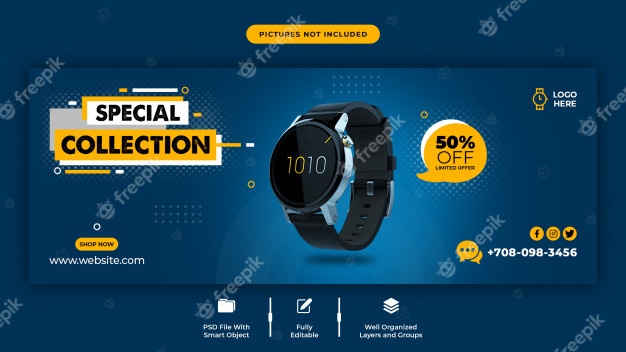 PICTURES NOT INCLUDED
SPECIAL
COLLECTION
SHOP NOW
www.website.com
1010
50%
OFF
LIMITED OFFER
LOGO
HERE
+708-098-3456
PSD File With
Smart Object
Fully
Editable
Well Organized
Layers and Groups
freepik